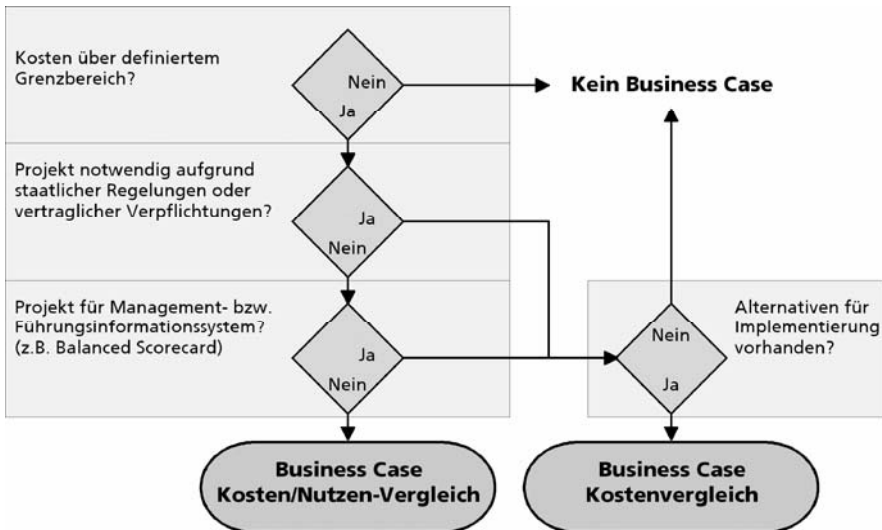 Kosten über definiertem
Grenzbereich?
Nein
Ja
Kein Business Case
Projekt notwendig aufgrund
staatlicher Regelungen oder
vertraglicher Verpflichtungen?
Ja
Nein
Projekt für Management- bzw.
Führungsinformationssystem?
(z.B. Balanced Scorecard)
Ja
Nein
Nein
Ja
Alternativen für
Implementierung
vorhanden?
Business Case
Kosten/Nutzen-Vergleich
Business Case
Kostenvergleich